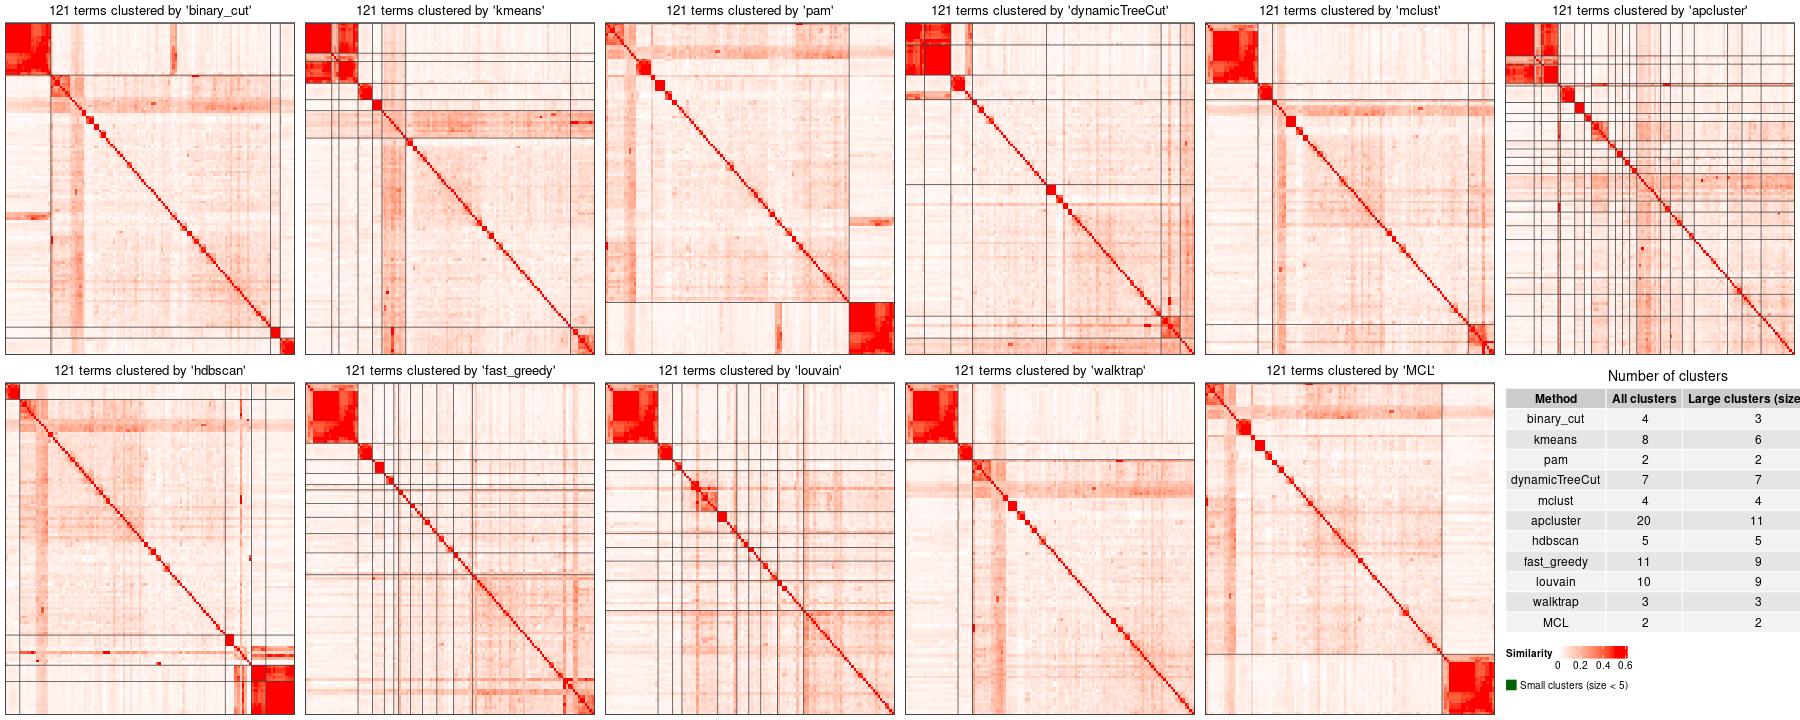 121 terms clustered by 'binary_cut'
121 terms clustered by 'kmeans'
121 terms clustered by 'pam'
121 terms clustered by 'dynamicTreeCut'
121 terms clustered by 'mclust'
121 terms clustered by 'apcluster'
121 terms clustered by 'hdbscan'
121 terms clustered by 'fast_greedy'
121 terms clustered by 'louvain'
121 terms clustered by 'walktrap'
121 terms clustered by 'MCL'
Number of clusters
Method All clusters Large clusters (size
binary_cut 4 3
kmeans 8 6
pam 2 2
dynamicTreeCut 7 7
mclust 4 4
apcluster 20 11
hdbscan 5 5
fast_greedy 11 9
louvain 10 9
walktrap 3 3
MCL 2 2
Similarity
0 0.2 0.4 0.6
Small clusters (size < 5)